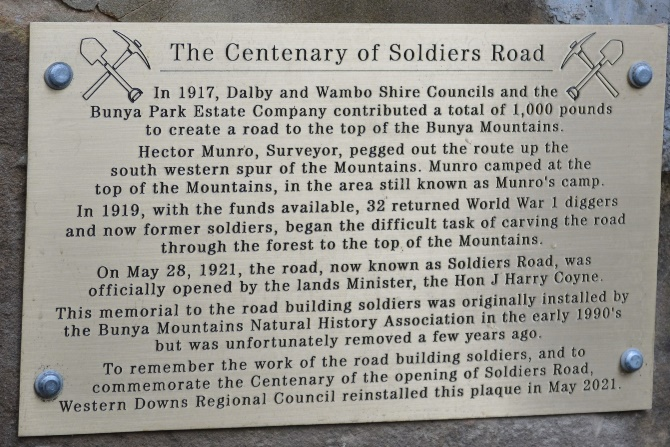 The Centenary of Soldiers Road
In 1917, Dalby and Wambo Shire Councils and the
Bunya Park Estate Company contributed a total of 1,000 pounds
to create a road to the top of the Bunya Mountains.
Hector Munro, Surveyor, pegged out the route up the
south western spur of the Mountains. Munro camped at the
top of the Mountains, in the area still known as Munro's camp.
In 1919, with the funds available, 32 returned World War 1 diggers
and now former soldiers, began the difficult task of carving the road
through the forest to the top of the Mountains.
On May 28, 1921, the road, now known as Soldiers Road, was
officially opened by the lands Minister, the Hon J Harry Coyne.
This memorial to the road building soldiers was originally installed by
the Bunya Mountains Natural History Association in the early 1990's
but was unfortunately removed a few years ago.
To remember the work of the road building soldiers, and to
commemorate the Centenary of the opening of Soldiers Road,
Western Downs Regional Council reinstalled this plaque in May 2021.